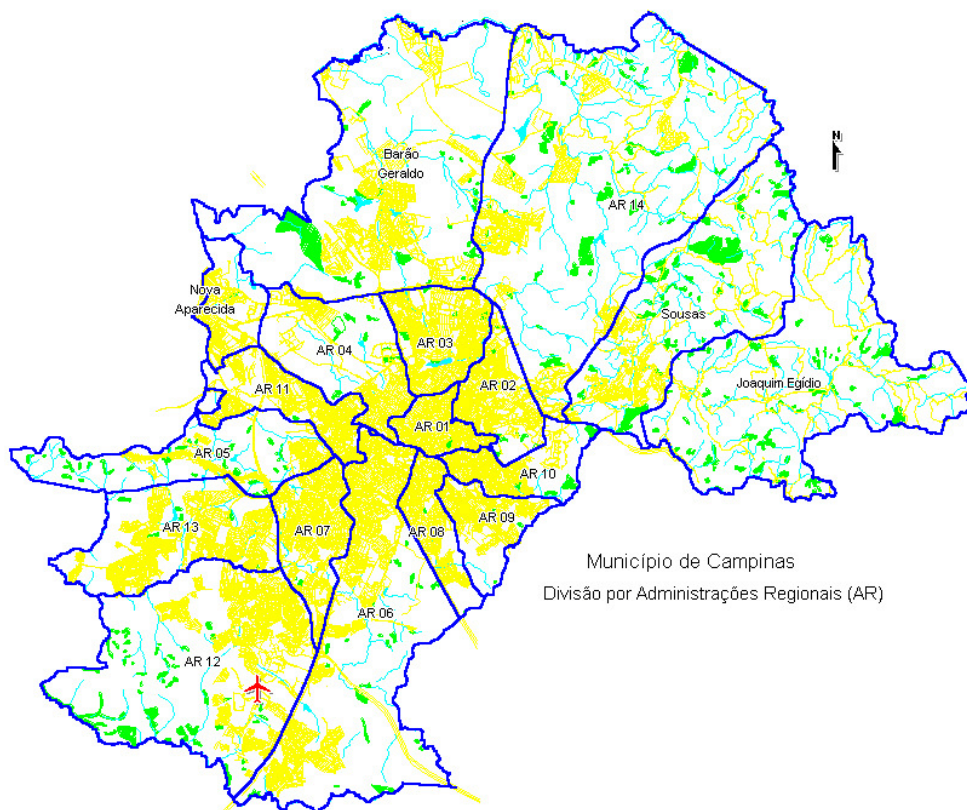 Barão
Geraldo
N
AR 14
Nova
Aparecida
Sousas
AR 04
AR 03
AR 11
AR 02
Joaquim Egídio
AR 01
AR 05
AR 10
AR 13
AR 07
AR 08
AR 09
Município de Campinas
Divisão por Administrações Regionais (AR)
AR 06
AR 12